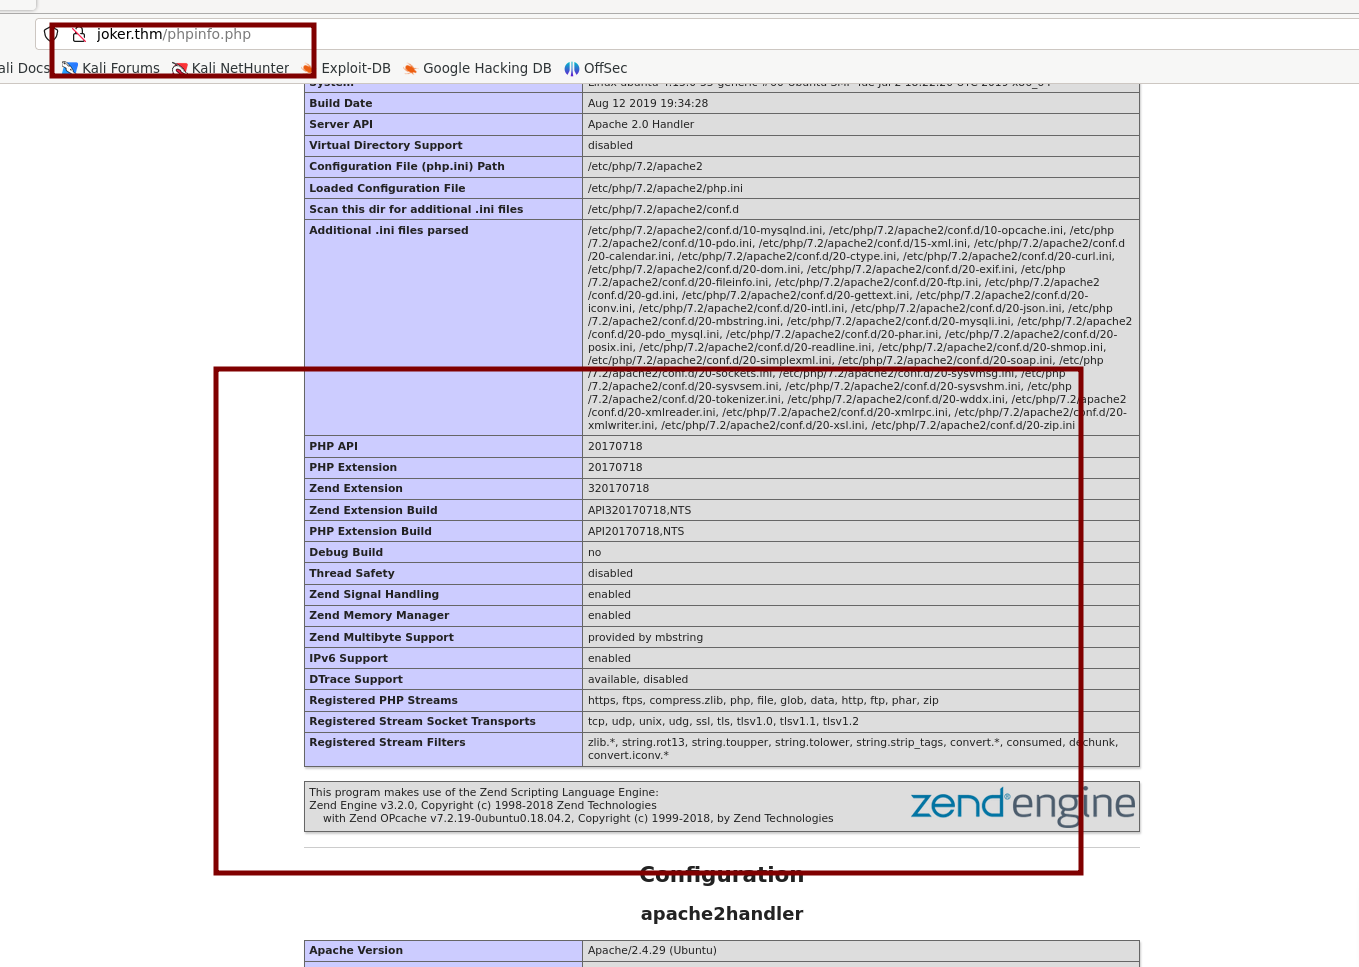 joker.thm/phpinfo.php
ali Docs Kali Forums Kali NetHunter Exploit-DB Google Hacking DB OffSec
Build Date Aug 12 2019 19:34:28
Server API Apache 2.0 Handler
Virtual Directory Support disabled
Configuration File (php.ini) Path /etc/php/7.2/apache2
Loaded Configuration File /etc/php/7.2/apache2/php.ini
Scan this dir for additional .ini files /etc/php/7.2/apache2/conf.d
Additional .ini files parsed /etc/php/7.2/apache2/conf.d/10-mysqlnd.ini, /etc/php/7.2/apache2/conf.d/10-opcache.ini, /etc/php
/7.2/apache2/conf.d/10-pdo.ini, /etc/php/7.2/apache2/conf.d/15-xml.ini, /etc/php/7.2/apache2/conf.d
/20-calendar.ini, /etc/php/7.2/apache2/conf.d/20-ctype.ini, /etc/php/7.2/apache2/conf.d/20-curl.ini,
/etc/php/7.2/apache2/conf.d/20-dom.ini, /etc/php/7.2/apache2/conf.d/20-exif.ini, /etc/php
/7.2/apache2/conf.d/20-fileinfo.ini, /etc/php/7.2/apache2/conf.d/20-ftp.ini, /etc/php/7.2/apache2
/conf.d/20-gd.ini, /etc/php/7.2/apache2/conf.d/20-gettext.ini, /etc/php/7.2/apache2/conf.d/20-
iconv.ini, /etc/php/7.2/apache2/conf.d/20-intl.ini, /etc/php/7.2/apache2/conf.d/20-json.ini, /etc/php
/7.2/apache2/conf.d/20-mbstring.ini, /etc/php/7.2/apache2/conf.d/20-mysqli.ini, /etc/php/7.2/apache2
/conf.d/20-pdo_mysql.ini, /etc/php/7.2/apache2/conf.d/20-phar.ini, /etc/php/7.2/apache2/conf.d/20-
posix.ini, /etc/php/7.2/apache2/conf.d/20-readline.ini, /etc/php/7.2/apache2/conf.d/20-shmop.ini,
/etc/php/7.2/apache2/conf.d/20-simplexml.ini, /etc/php/7.2/apache2/conf.d/20-soap.ini, /etc/php
/7.2/apache2/conf.d/20-sockets.ini, /etc/php/7.2/apache2/conf.d/20-sysvmsg.ini, /etc/php
/7.2/apache2/conf.d/20-sysvsem.ini, /etc/php/7.2/apache2/conf.d/20-sysvshm.ini, /etc/php
/7.2/apache2/conf.d/20-tokenizer.ini, /etc/php/7.2/apache2/conf.d/20-wddx.ini, /etc/php/7.2/apache2
/conf.d/20-xmlreader.ini, /etc/php/7.2/apache2/conf.d/20-xmlrpc.ini, /etc/php/7.2/apache2/conf.d/20-
xmlwriter.ini, /etc/php/7.2/apache2/conf.d/20-xsl.ini, /etc/php/7.2/apache2/conf.d/20-zip.ini
PHP API 20170718
PHP Extension 20170718
Zend Extension 320170718
Zend Extension Build API320170718,NTS
PHP Extension Build API20170718,NTS
Debug Build no
Thread Safety disabled
Zend Signal Handling enabled
Zend Memory Manager enabled
Zend Multibyte Support provided by mbstring
IPv6 Support enabled
DTrace Support available, disabled
Registered PHP Streams https, ftps, compress.zlib, php, file, glob, data, http, ftp, phar, zip
Registered Stream Socket Transports tcp, udp, unix, udg, ssl, tls, tlsv1.0, tlsv1.1, tlsv1.2
Registered Stream Filters zlib.*, string.rot13, string.toupper, string.tolower, string.strip_tags, convert.*, consumed, dechunk,
convert.iconv.*
This program makes use of the Zend Scripting Language Engine:
Zend Engine v3.2.0, Copyright (c) 1998-2018 Zend Technologies
with Zend OPcache v7.2.19-0ubuntu0.18.04.2, Copyright (c) 1999-2018, by Zend Technologies
zend engine
Configuration
apache2handler
Apache Version Apache/2.4.29 (Ubuntu)